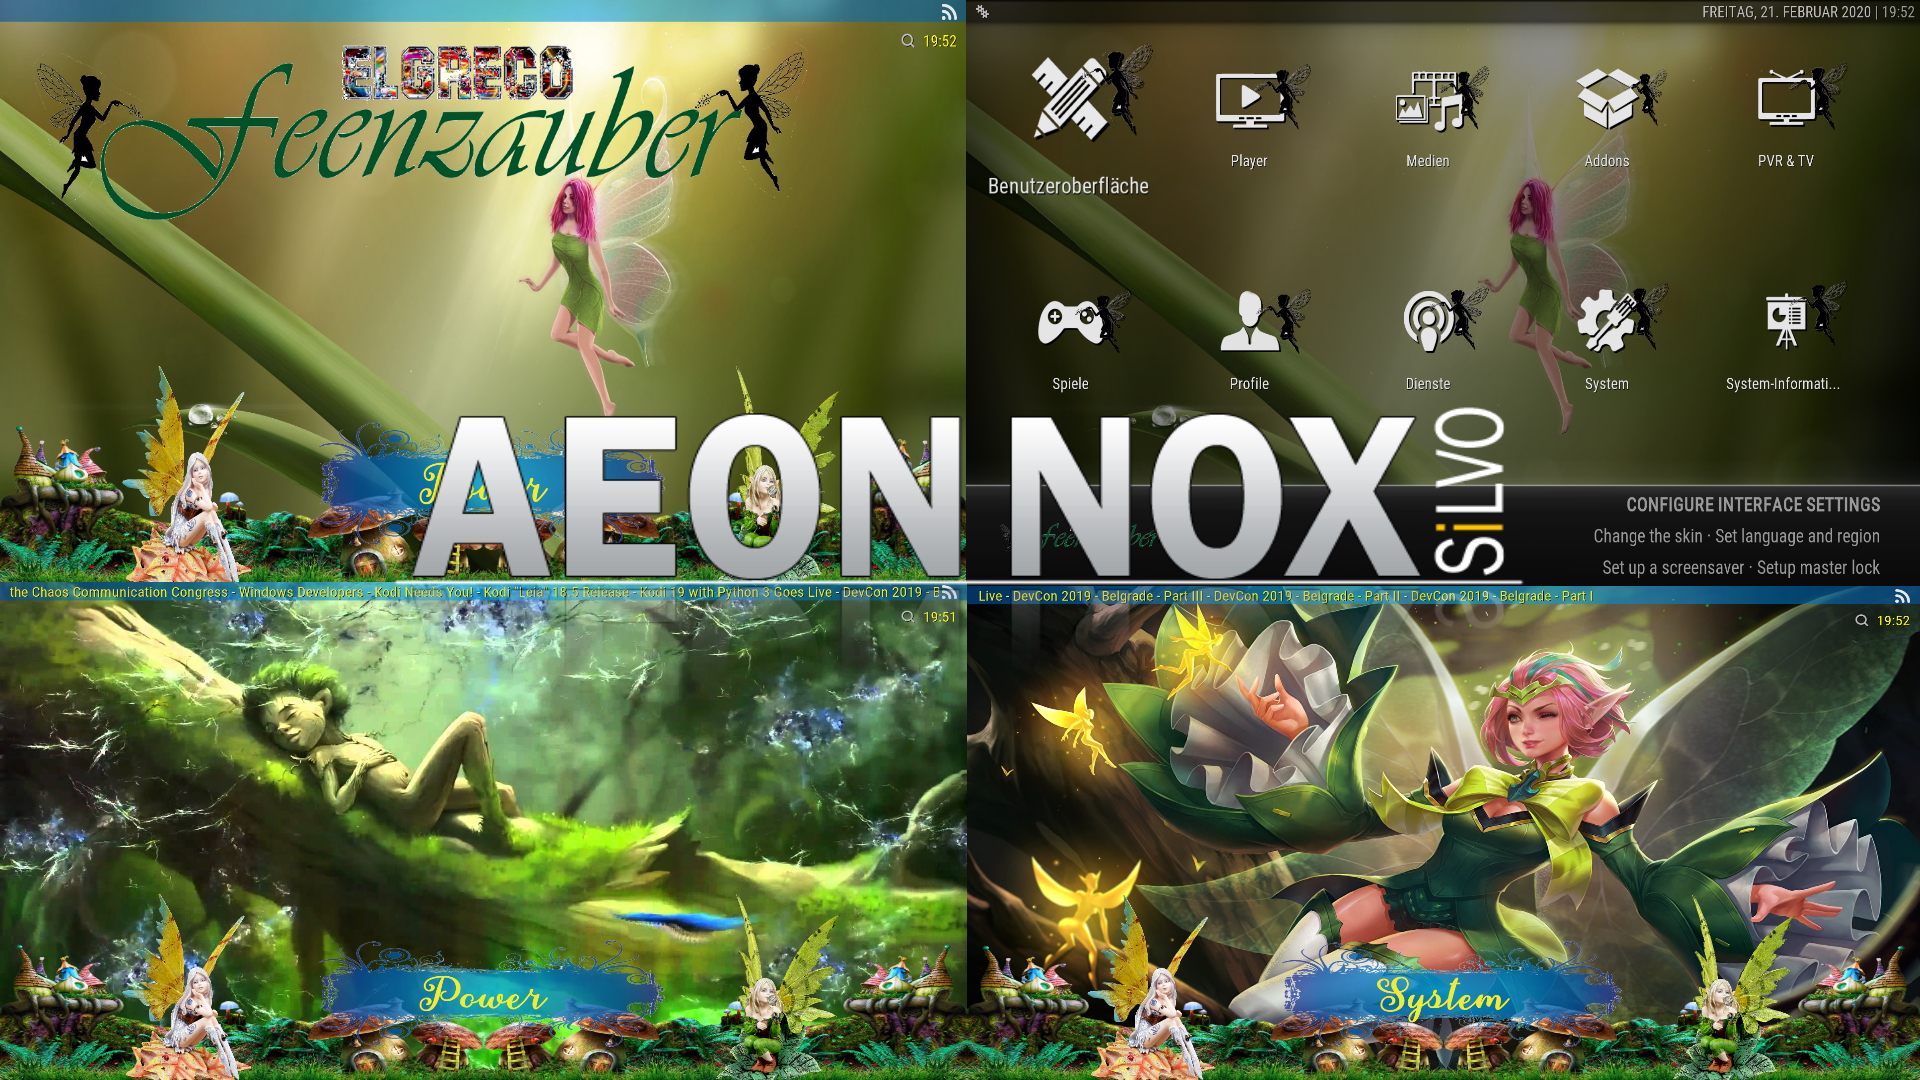 19:52
ELGRECO
Feenzauber
Power
FREITAG, 21. FEBRUAR 2020 | 19:52
Player
Medien
Addons
PVR & TV
Benutzeroberfläche
Spiele
Profile
Dienste
System
System-Informati...
AEON NOX
SiLVO
CONFIGURE INTERFACE SETTINGS
Change the skin · Set language and region
Set up a screensaver · Setup master lock
the Chaos Communication Congress - Windows Developers - Kodi Needs You! - Kodi "Leia" 18.5 Release - Kodi 19 with Python 3 Goes Live - DevCon 2019 - B
19:51
Power
Live - DevCon 2019 - Belgrade - Part III - DevCon 2019 - Belgrade - Part II - DevCon 2019 - Belgrade - Part I
19:52
System